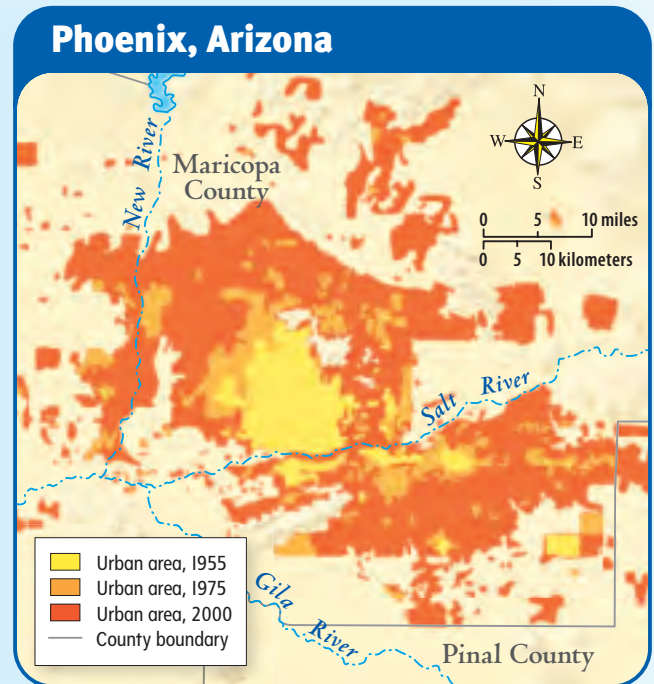 Phoenix, Arizona
New River
Maricopa
County
N
W
E
S
0 5 10 miles
0 5 10 kilometers
Salt River
Urban area, 1955
Urban area, 1975
Urban area, 2000
County boundary
Gila River
Pinal County